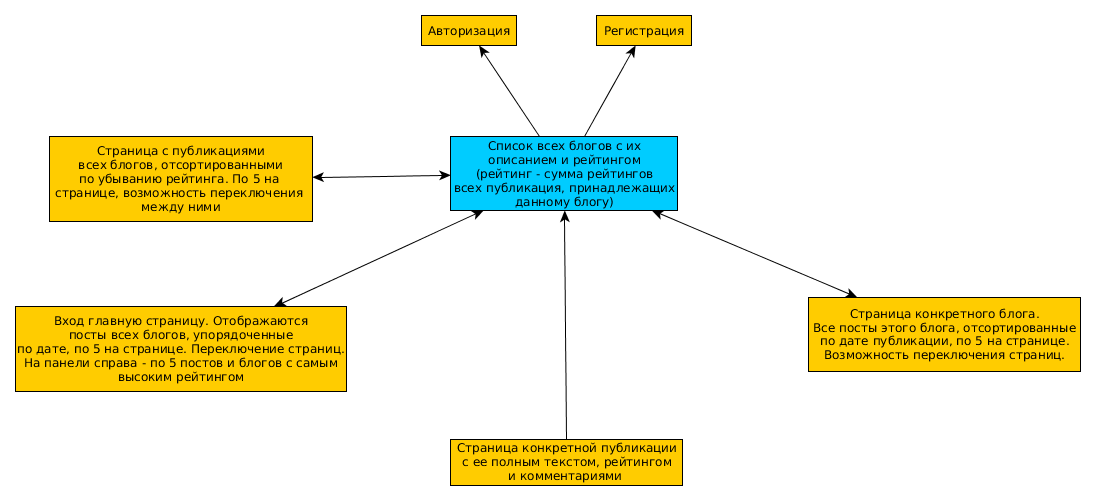 Авторизация
Регистрация
Страница с публикациями
всех блогов, отсортированными
по убыванию рейтинга. По 5 на
странице, возможность переключения
между ними
Список всех блогов с их
описанием и рейтингом
(рейтинг - сумма рейтингов
всех публикация, принадлежащих
данному блогу)
Вход главную страницу. Отображаются
посты всех блогов, упорядоченные
по дате, по 5 на странице. Переключение страниц.
На панели справа - по 5 постов и блогов с самым
высоким рейтингом
Страница конкретного блога.
Все посты этого блога, отсортированные
по дате публикации, по 5 на странице.
Возможность переключения страниц.
Страница конкретной публикации
с ее полным текстом, рейтингом
и комментариями